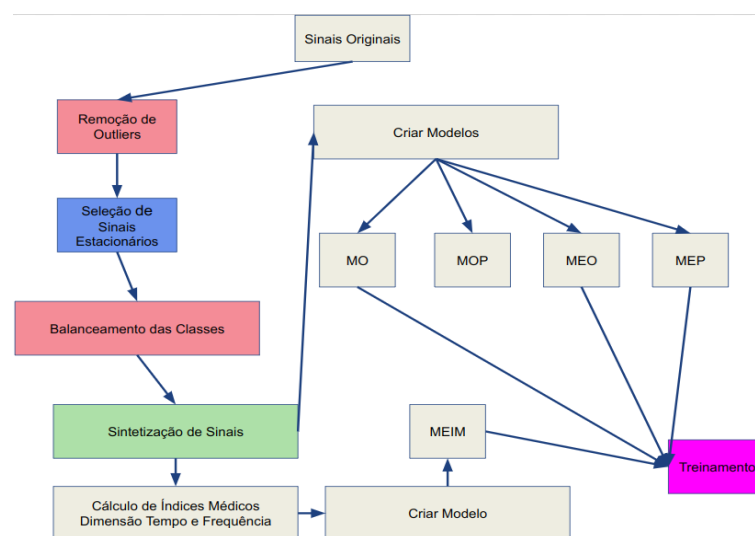 Sinais Originais
Remoção de
Outliers
Criar Modelos
Seleção de
Sinais
Estacionários
MO
MOP
MEO
MEP
Balanceamento das Classes
Sintetização de Sinais
MEIM
Treinamento
Cálculo de Índices Médicos
Dimensão Tempo e Frequência
Criar Modelo